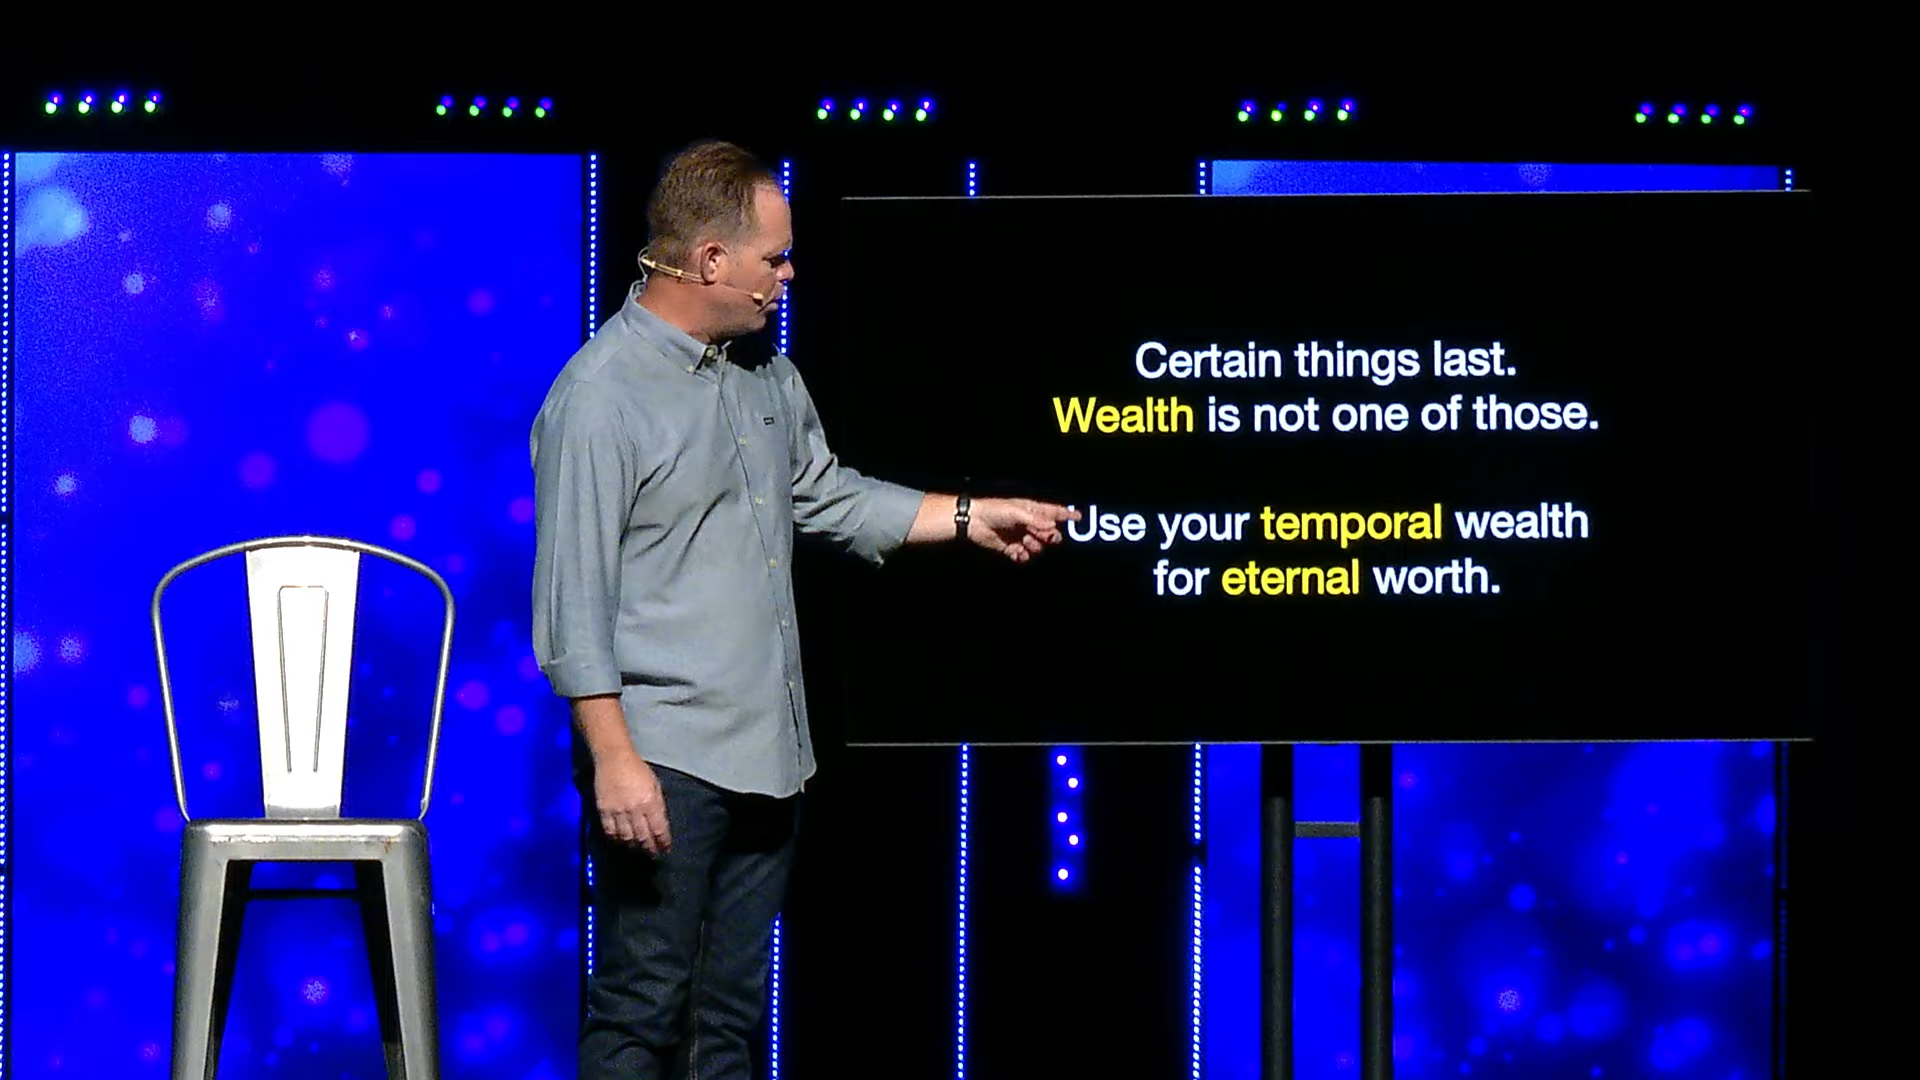 Certain things last.
Wealth is not one of those.
Use your temporal wealth
for eternal worth.